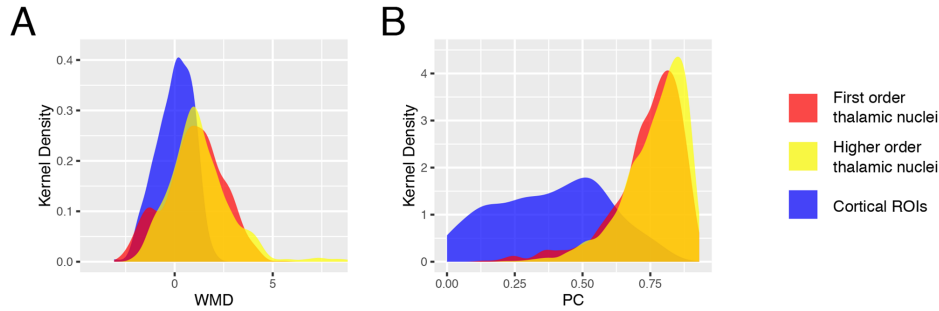 A
B
Kernel Density
0.4
0.3
0.2
0.1
0.0
0
5
WMD
Kernel Density
4
3
2
1
0
0.00
0.25
0.50
0.75
PC
First order
thalamic nuclei
Higher order
thalamic nuclei
Cortical ROIs